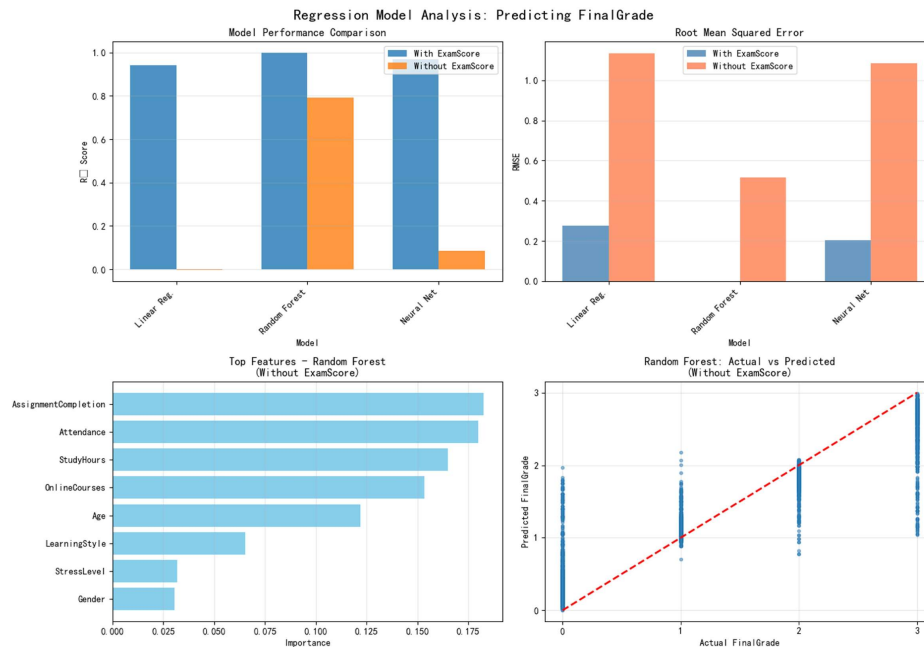 Regression Model Analysis: Predicting FinalGrade
Model Performance Comparison
With ExamScore
Without ExamScore
1.0
0.8
0.6
0.4
0.2
0.0
R□ Score
Linear Reg.
Random Forest
Neural Net
Model
Root Mean Squared Error
With ExamScore
Without ExamScore
1.0
0.8
0.6
0.4
0.2
0.0
RMSE
Linear Reg.
Random Forest
Neural Net
Model
Top Features - Random Forest
(Without ExamScore)
AssignmentCompletion
Attendance
StudyHours
OnlineCourses
Age
LearningStyle
StressLevel
Gender
0.000 0.025 0.050 0.075 0.100 0.125 0.150 0.175
Importance
Random Forest: Actual vs Predicted
(Without ExamScore)
3
2
1
0
Predicted FinalGrade
0 1 2 3
Actual FinalGrade